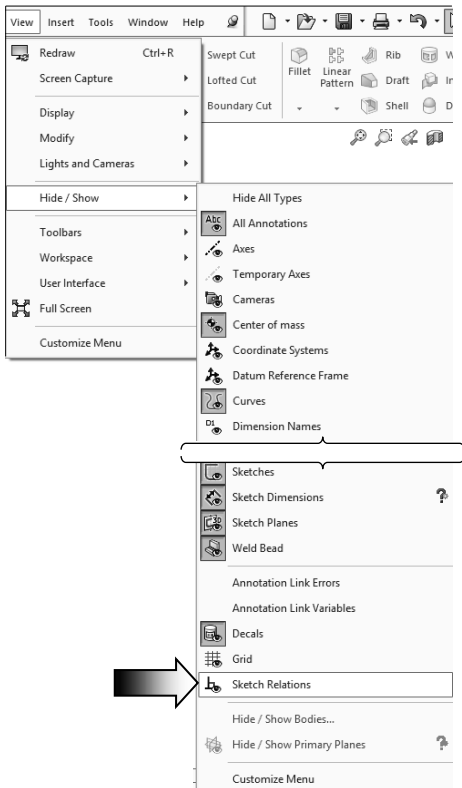 View Insert Tools Window Help
Redraw Ctrl+R
Screen Capture
Display
Modify
Lights and Cameras
Hide / Show
Toolbars
Workspace
User Interface
Full Screen
Customize Menu
Swept Cut
Lofted Cut
Boundary Cut
Fillet
Linear
Pattern
Rib
Draft
Shell
Hide All Types
Abc All Annotations
Axes
Temporary Axes
Cameras
Center of mass
Coordinate Systems
Datum Reference Frame
Curves
D1 Dimension Names
Sketches
Sketch Dimensions
3D Sketch Planes
Weld Bead
Annotation Link Errors
Annotation Link Variables
Decals
Grid
Sketch Relations
Hide / Show Bodies...
Hide / Show Primary Planes
Customize Menu